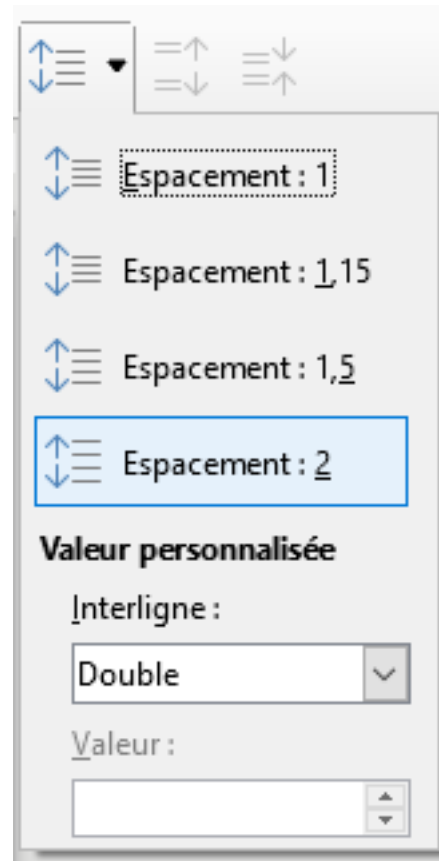 Espacement : 1
Espacement : 1,15
Espacement : 1,5
Espacement : 2
Valeur personnalisée
Interligne :
Double
Valeur :